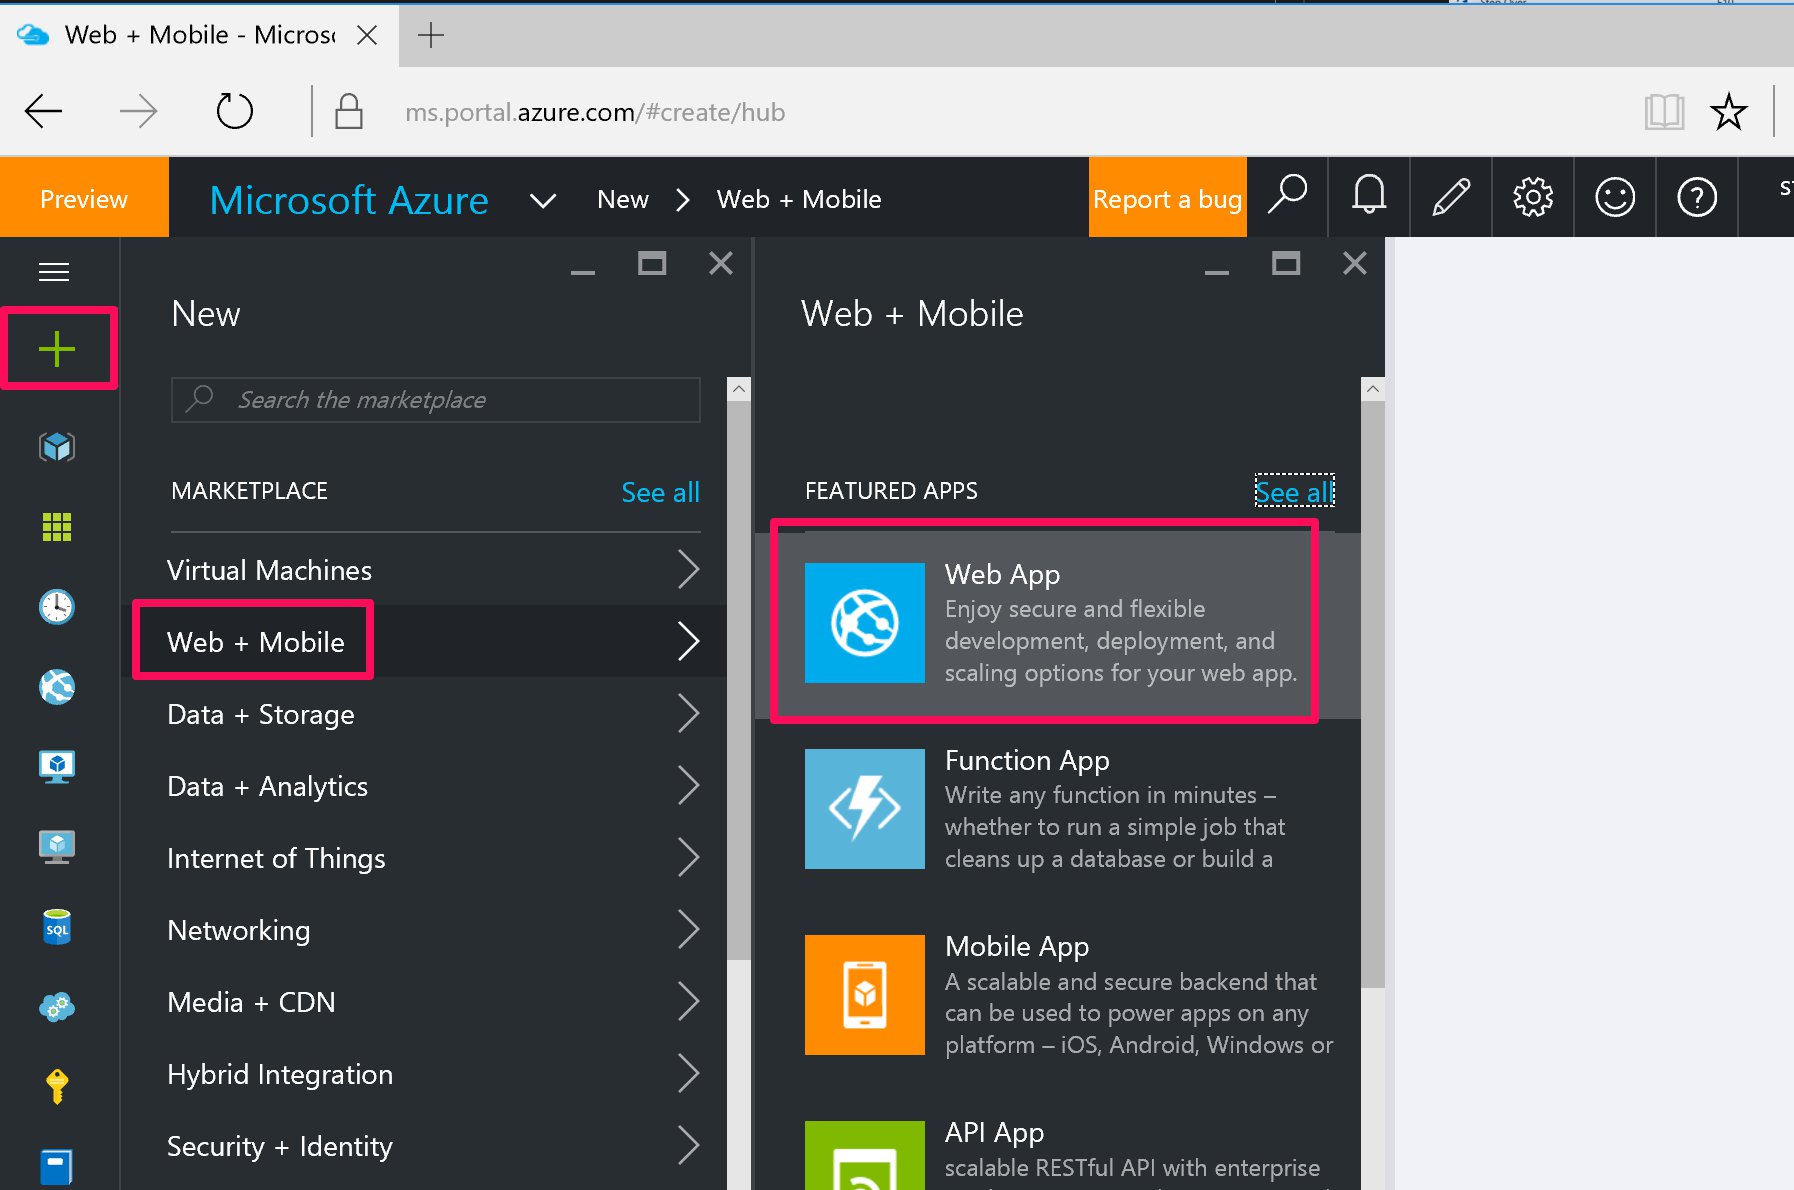 Web + Mobile - Micros
ms.portal.azure.com/#create/hub
Preview
Microsoft Azure
New
Web + Mobile
Report a bug
New
Search the marketplace
MARKETPLACE
See all
Virtual Machines
Web + Mobile
Data + Storage
Data + Analytics
Internet of Things
Networking
Media + CDN
Hybrid Integration
Security + Identity
SQL
Web + Mobile
FEATURED APPS
See all
Web App
Enjoy secure and flexible
development, deployment, and
scaling options for your web app.
Function App
Write any function in minutes –
whether to run a simple job that
cleans up a database or build a
Mobile App
A scalable and secure backend that
can be used to power apps on any
platform – iOS, Android, Windows or
API App
scalable RESTful API with enterprise